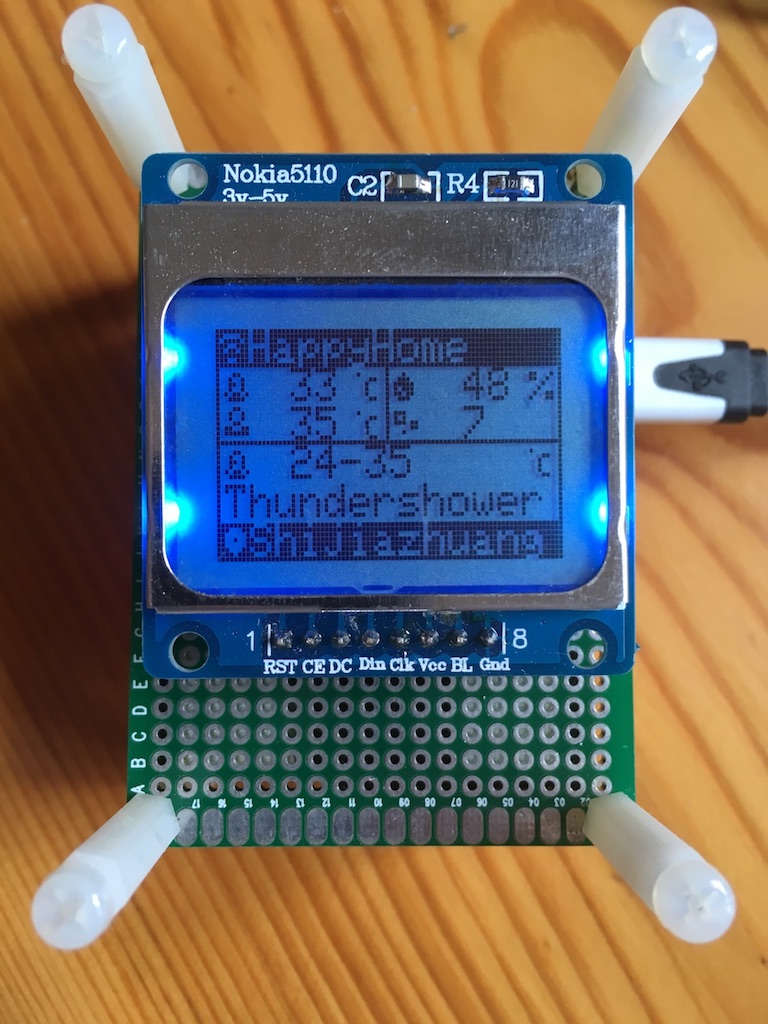 Nokia5110
3v-5v
C2
R4
121
@HappyHome
33 ℃ 48 %
35 ℃ 7
24-35 ℃
Thundershower
Shijiazhuang
1 8
RST CE DC Din Clk Vcc BL Gnd
E
D
C
B
A
17 16 15 14 13 12 11 10 09 08 07 06 05 04 03 02